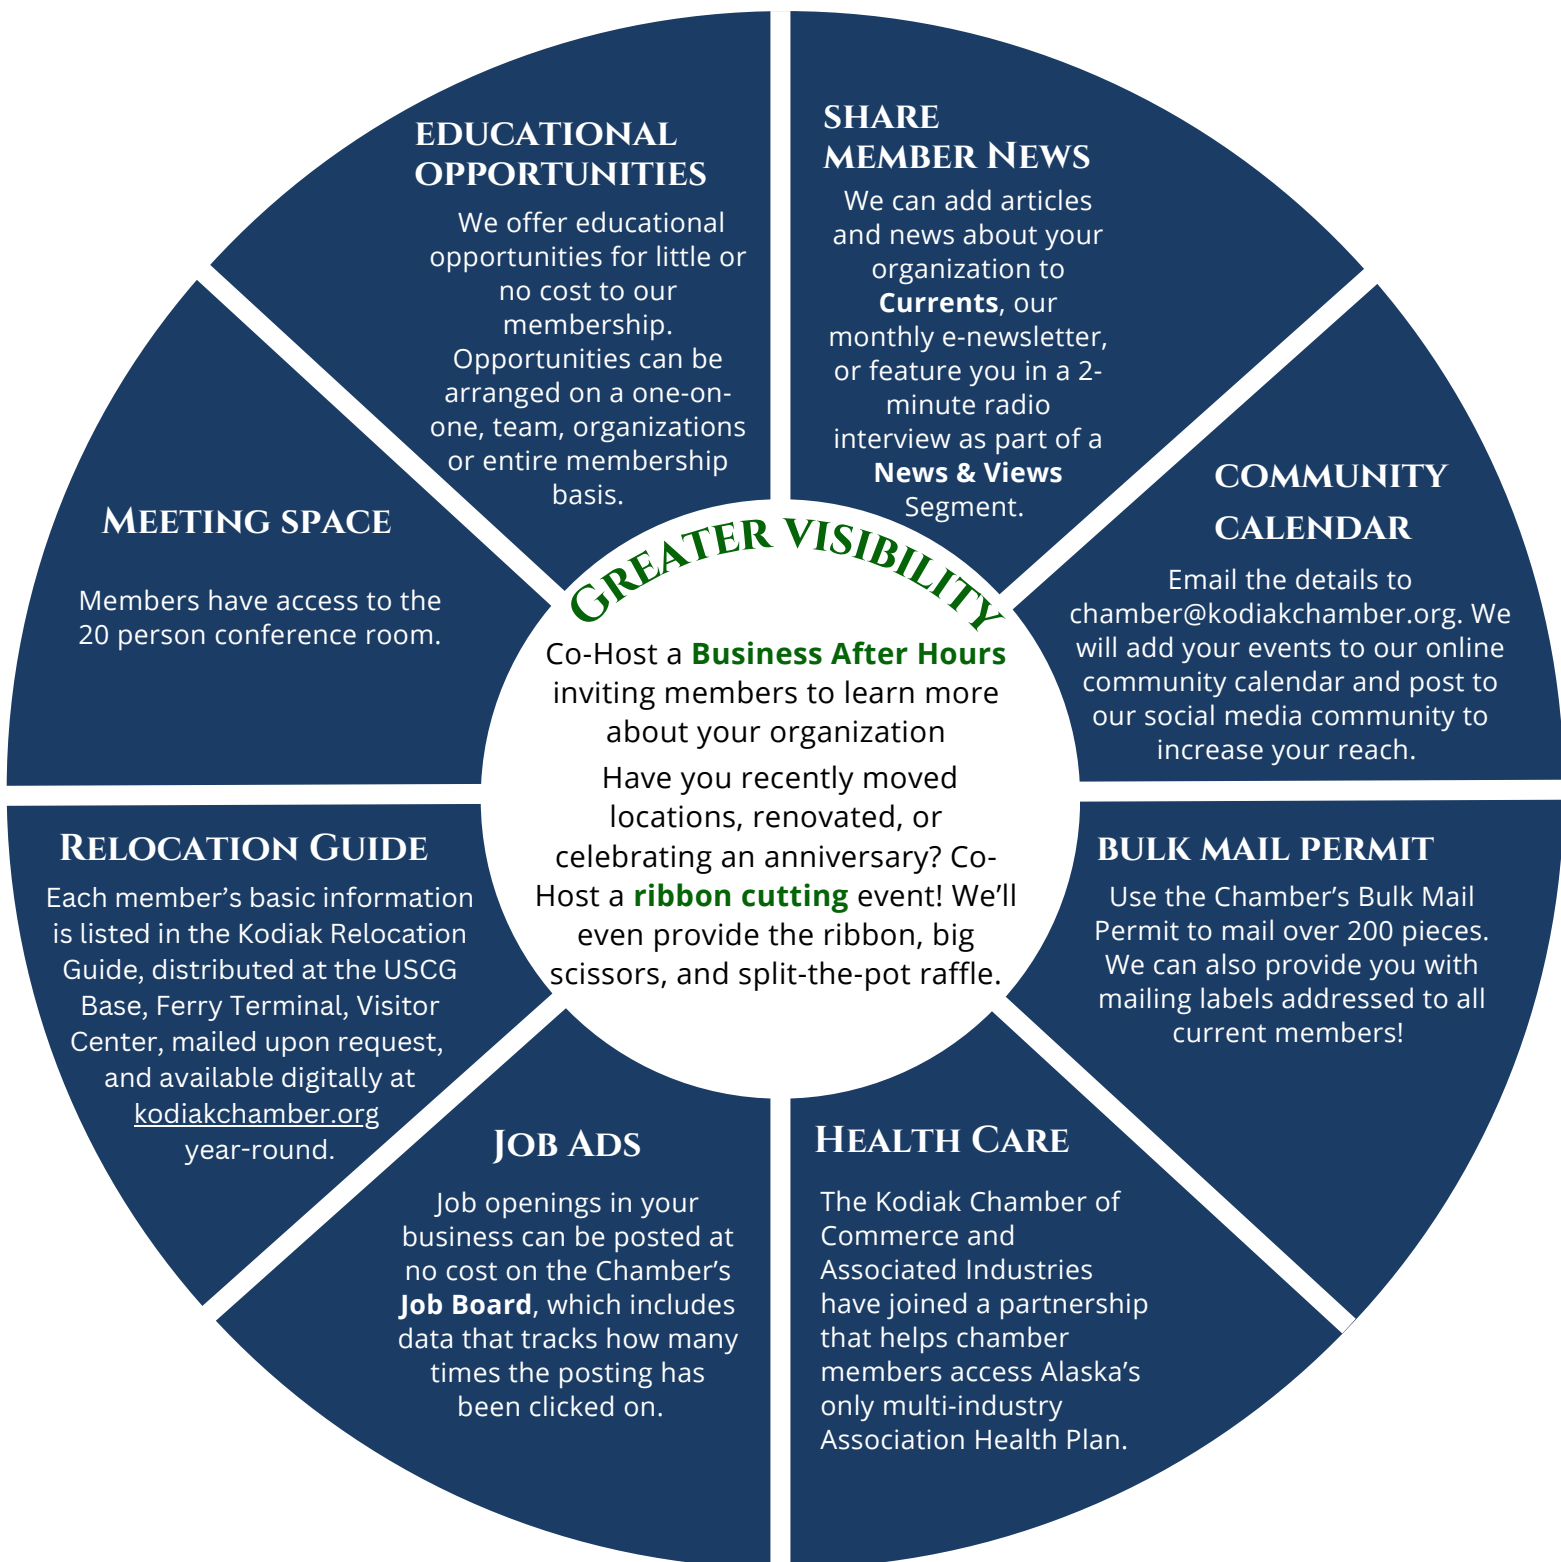 EDUCATIONAL
OPPORTUNITIES
We offer educational
opportunities for little or
no cost to our
membership.
Opportunities can be
arranged on a one-on-
one, team, organizations
or entire membership
basis.
SHARE
MEMBER NEWS
We can add articles
and news about your
organization to
Currents, our
monthly e-newsletter,
or feature you in a 2-
minute radio
interview as part of a
News & Views
Segment.
COMMUNITY
CALENDAR
Email the details to
chamber@kodiakchamber.org. We
will add your events to our online
community calendar and post to
our social media community to
increase your reach.
MEETING SPACE
Members have access to the
20 person conference room.
GREATER VISIBILITY
Co-Host a Business After Hours
inviting members to learn more
about your organization
Have you recently moved
locations, renovated, or
celebrating an anniversary? Co-
Host a ribbon cutting event! We’ll
even provide the ribbon, big
scissors, and split-the-pot raffle.
RELOCATION GUIDE
Each member’s basic information
is listed in the Kodiak Relocation
Guide, distributed at the USCG
Base, Ferry Terminal, Visitor
Center, mailed upon request,
and available digitally at
kodiakchamber.org
year-round.
BULK MAIL PERMIT
Use the Chamber’s Bulk Mail
Permit to mail over 200 pieces.
We can also provide you with
mailing labels addressed to all
current members!
JOB ADS
Job openings in your
business can be posted at
no cost on the Chamber’s
Job Board, which includes
data that tracks how many
times the posting has
been clicked on.
HEALTH CARE
The Kodiak Chamber of
Commerce and
Associated Industries
have joined a partnership
that helps chamber
members access Alaska’s
only multi-industry
Association Health Plan.